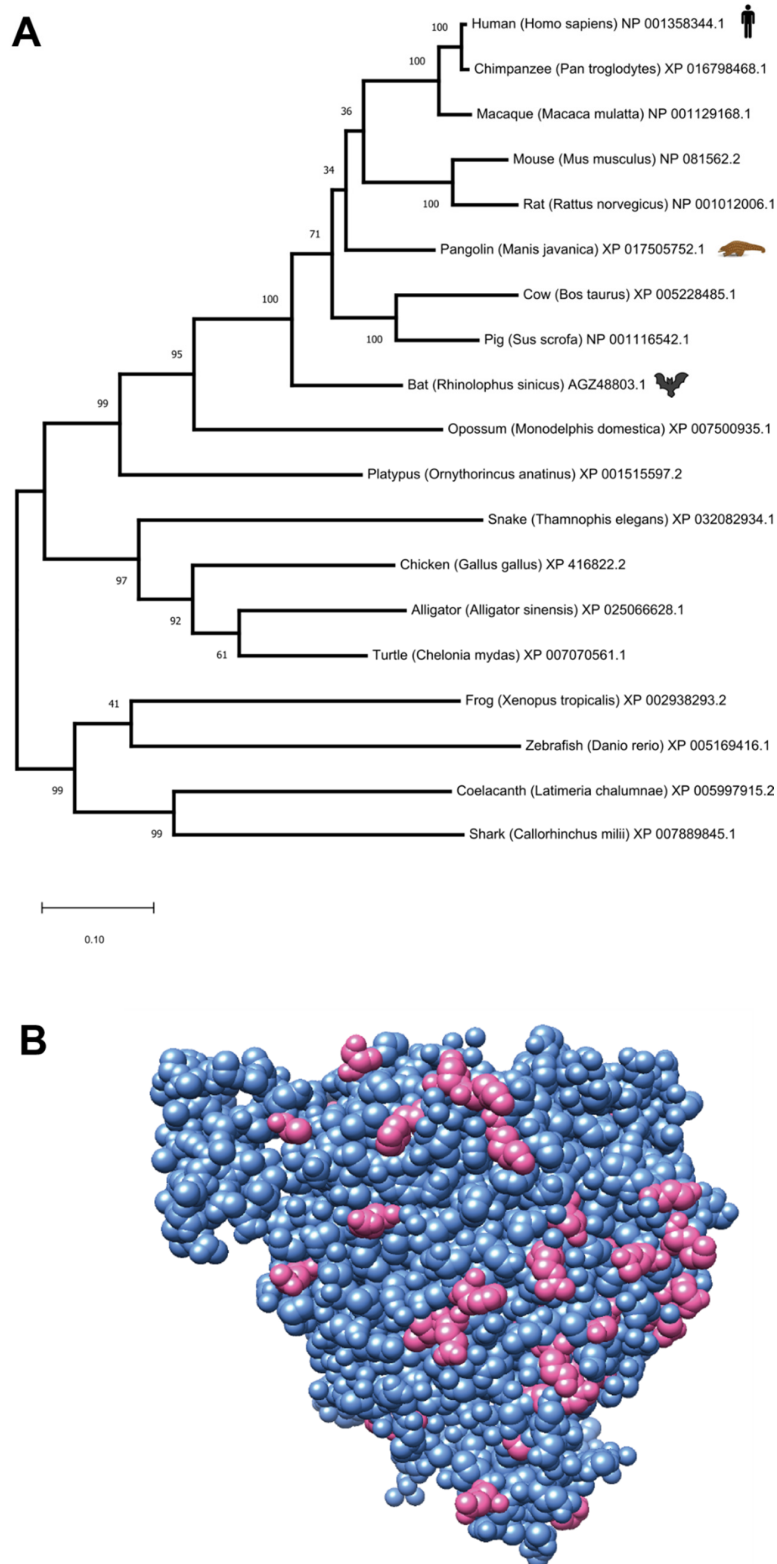 A
100
Human (Homo sapiens) NP 001358344.1
100
Chimpanzee (Pan troglodytes) XP 016798468.1
36
Macaque (Macaca mulatta) NP 001129168.1
Mouse (Mus musculus) NP 081562.2
34
100
Rat (Rattus norvegicus) NP 001012006.1
71
Pangolin (Manis javanica) XP 017505752.1
100
Cow (Bos taurus) XP 005228485.1
100
Pig (Sus scrofa) NP 001116542.1
95
Bat (Rhinolophus sinicus) AGZ48803.1
99
Opossum (Monodelphis domestica) XP 007500935.1
Platypus (Ornythorincus anatinus) XP 001515597.2
Snake (Thamnophis elegans) XP 032082934.1
97
Chicken (Gallus gallus) XP 416822.2
92
Alligator (Alligator sinensis) XP 025066628.1
61
Turtle (Chelonia mydas) XP 007070561.1
41
Frog (Xenopus tropicalis) XP 002938293.2
Zebrafish (Danio rerio) XP 005169416.1
99
Coelacanth (Latimeria chalumnae) XP 005997915.2
99
Shark (Callorhinchus milii) XP 007889845.1
0.10
B